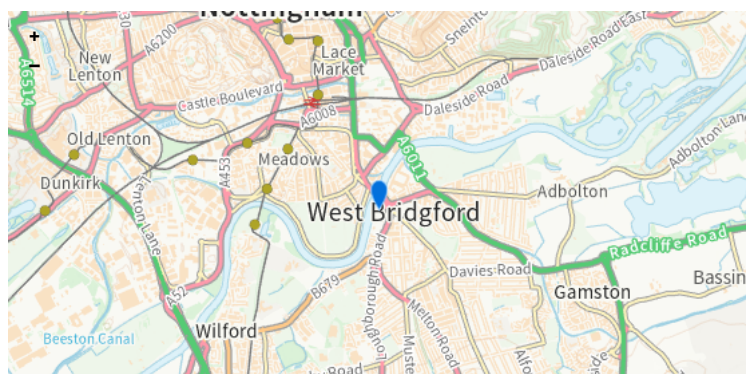 Nottingham
+
−
A6200
New
Lenton
A6514
Lace
Market
Sneinton
Daleside Road East
Daleside Road
Castle Boulevard
A6008
Old Lenton
A453
Meadows
A6011
Adbolton Lane
Dunkirk
Lenton Lane
Adbolton
West Bridgford
Radcliffe Road
Davies Road
A52
B679
Gamston
Bassin
Wilford
Melton Road
Beeston Canal